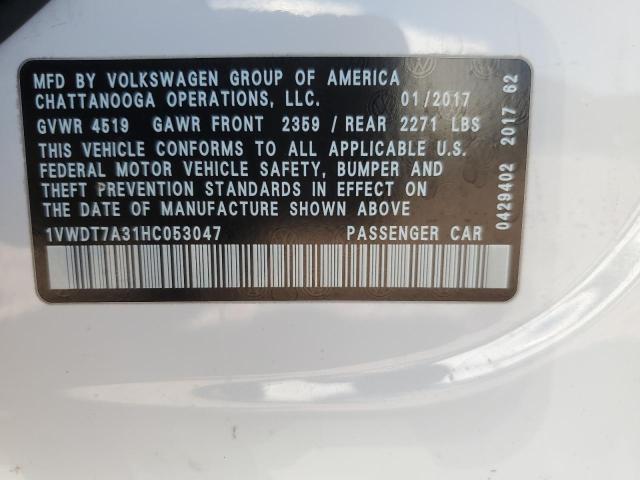 MFD BY VOLKSWAGEN GROUP OF AMERICA
CHATTANOOGA OPERATIONS, LLC. 01/2017
GVWR 4519 GAWR FRONT 2359 / REAR 2271 LBS
THIS VEHICLE CONFORMS TO ALL APPLICABLE U.S.
FEDERAL MOTOR VEHICLE SAFETY, BUMPER AND
THEFT PREVENTION STANDARDS IN EFFECT ON
THE DATE OF MANUFACTURE SHOWN ABOVE
1VWDT7A31HC053047 PASSENGER CAR
0429402 2017 62